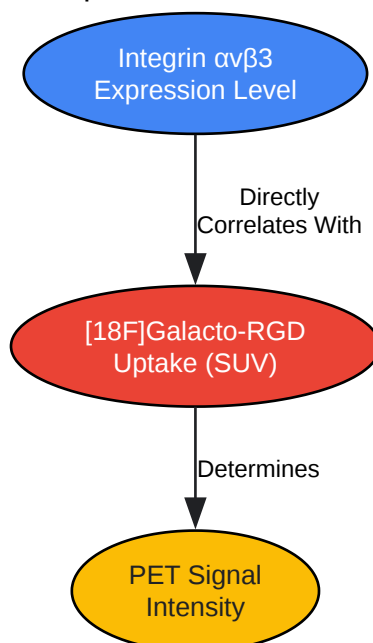 Integrin αvβ3
Expression Level
Directly
Correlates With
[18F]Galacto-RGD
Uptake (SUV)
Determines
PET Signal
Intensity